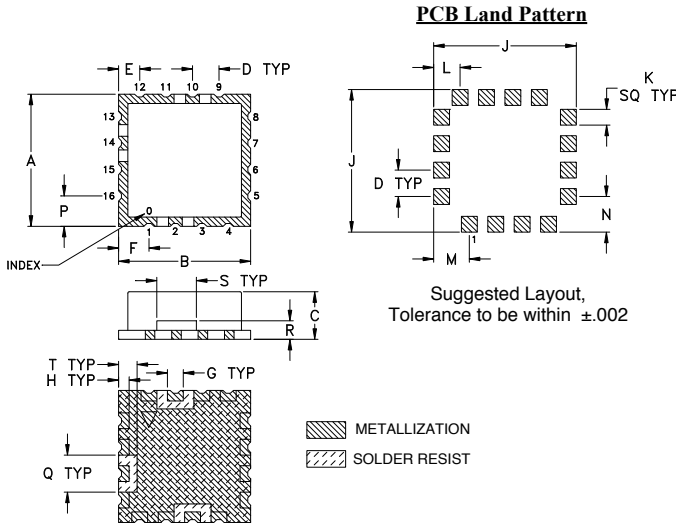 PCB Land Pattern
E
D TYP
12 11 10 9
13
14
15
16
8
7
6
5
A
P
0
1 2 3 4
F
B
INDEX
J
L
K
SQ TYP
J
D TYP
N
1
M
S TYP
C
R
Suggested Layout,
Tolerance to be within ±.002
T TYP
H TYP
G TYP
Q TYP
METALLIZATION
SOLDER RESIST